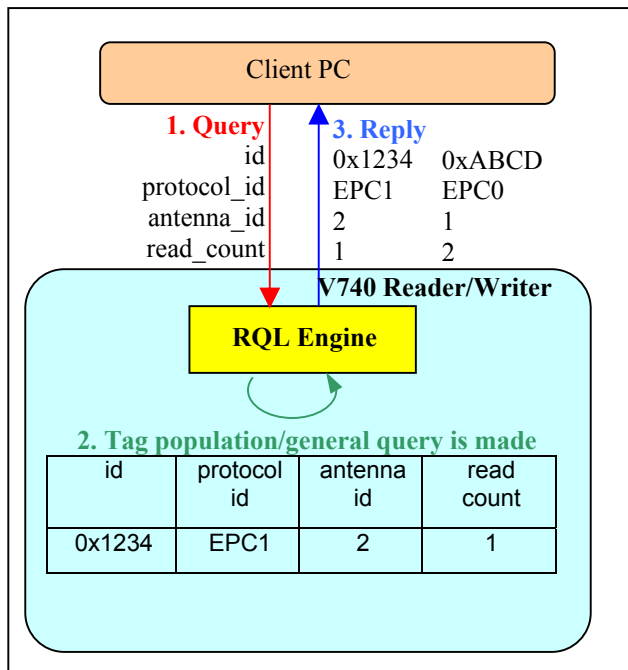 Client PC
1. Query
3. Reply
id 0x1234 0xABCD
protocol_id EPC1 EPC0
antenna_id 2 1
read_count 1 2
V740 Reader/Writer
RQL Engine
2. Tag population/general query is made
id protocol antenna read
id id count
0x1234 EPC1 2 1